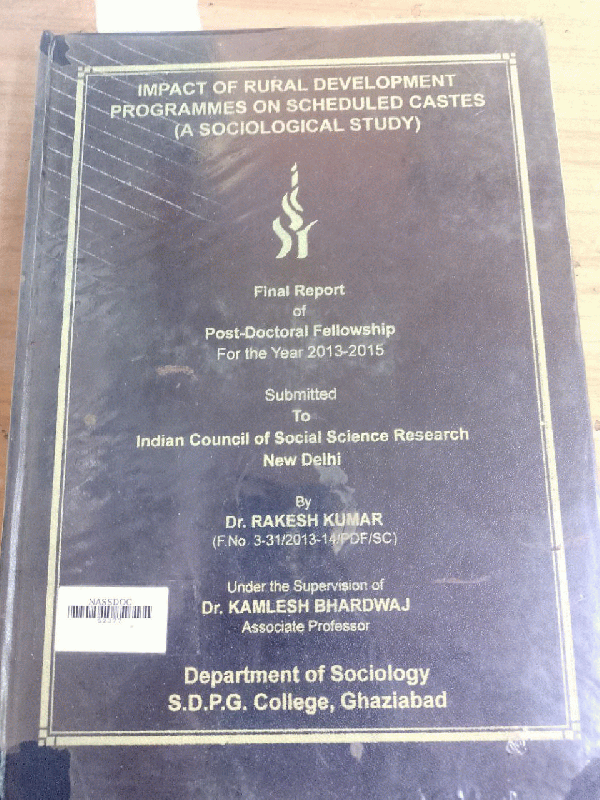 IMPACT OF RURAL DEVELOPMENT
PROGRAMMES ON SCHEDULED CASTES
(A SOCIOLOGICAL STUDY)
Final Report
of
Post-Doctoral Fellowship
For the Year 2013-2015
Submitted
To
Indian Council of Social Science Research
New Delhi
By
Dr. RAKESH KUMAR
(F.No. 3-31/2013-14/PDF/SC)
Under the Supervision of
Dr. KAMLESH BHARDWAJ
Associate Professor
NASSDOC
Department of Sociology
S.D.P.G. College, Ghaziabad